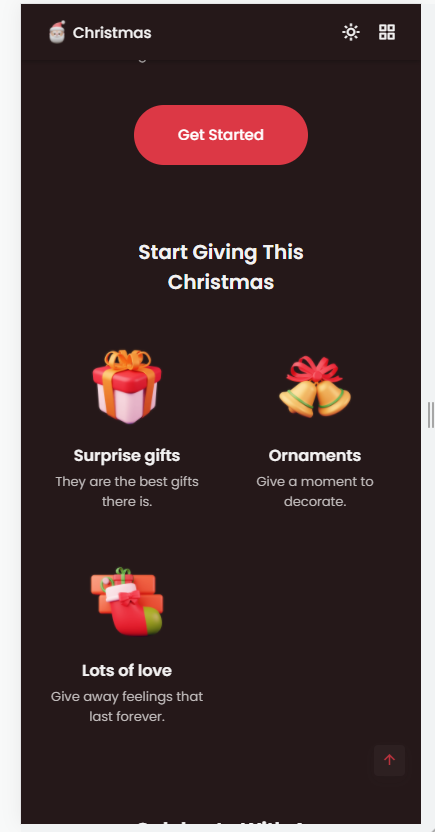 Christmas
Get Started
Start Giving This
Christmas
Surprise gifts
They are the best gifts
there is.
Ornaments
Give a moment to
decorate.
Lots of love
Give away feelings that
last forever.